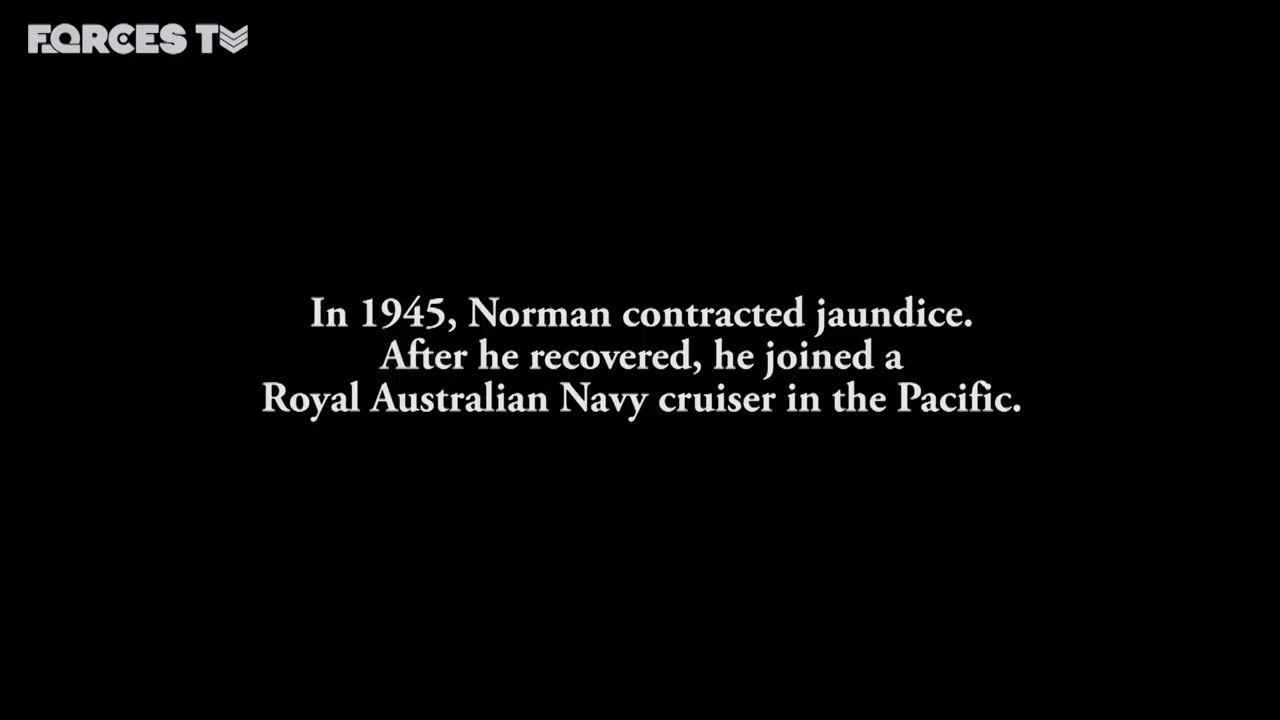 FORCES TV
In 1945, Norman contracted jaundice.
After he recovered, he joined a
Royal Australian Navy cruiser in the Pacific.